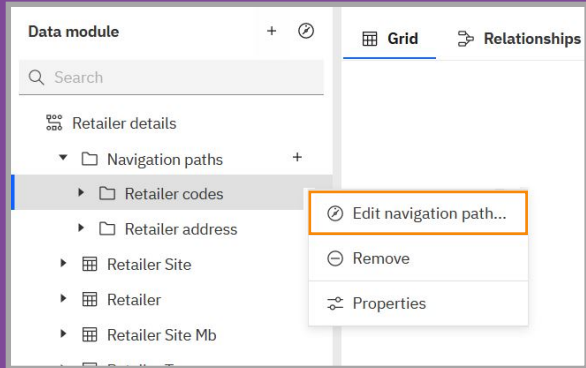 Data module
Grid
Relationships
Search
Retailer details
Navigation paths
Retailer codes
Edit navigation path...
Retailer address
Remove
Retailer Site
Retailer
Properties
Retailer Site Mb